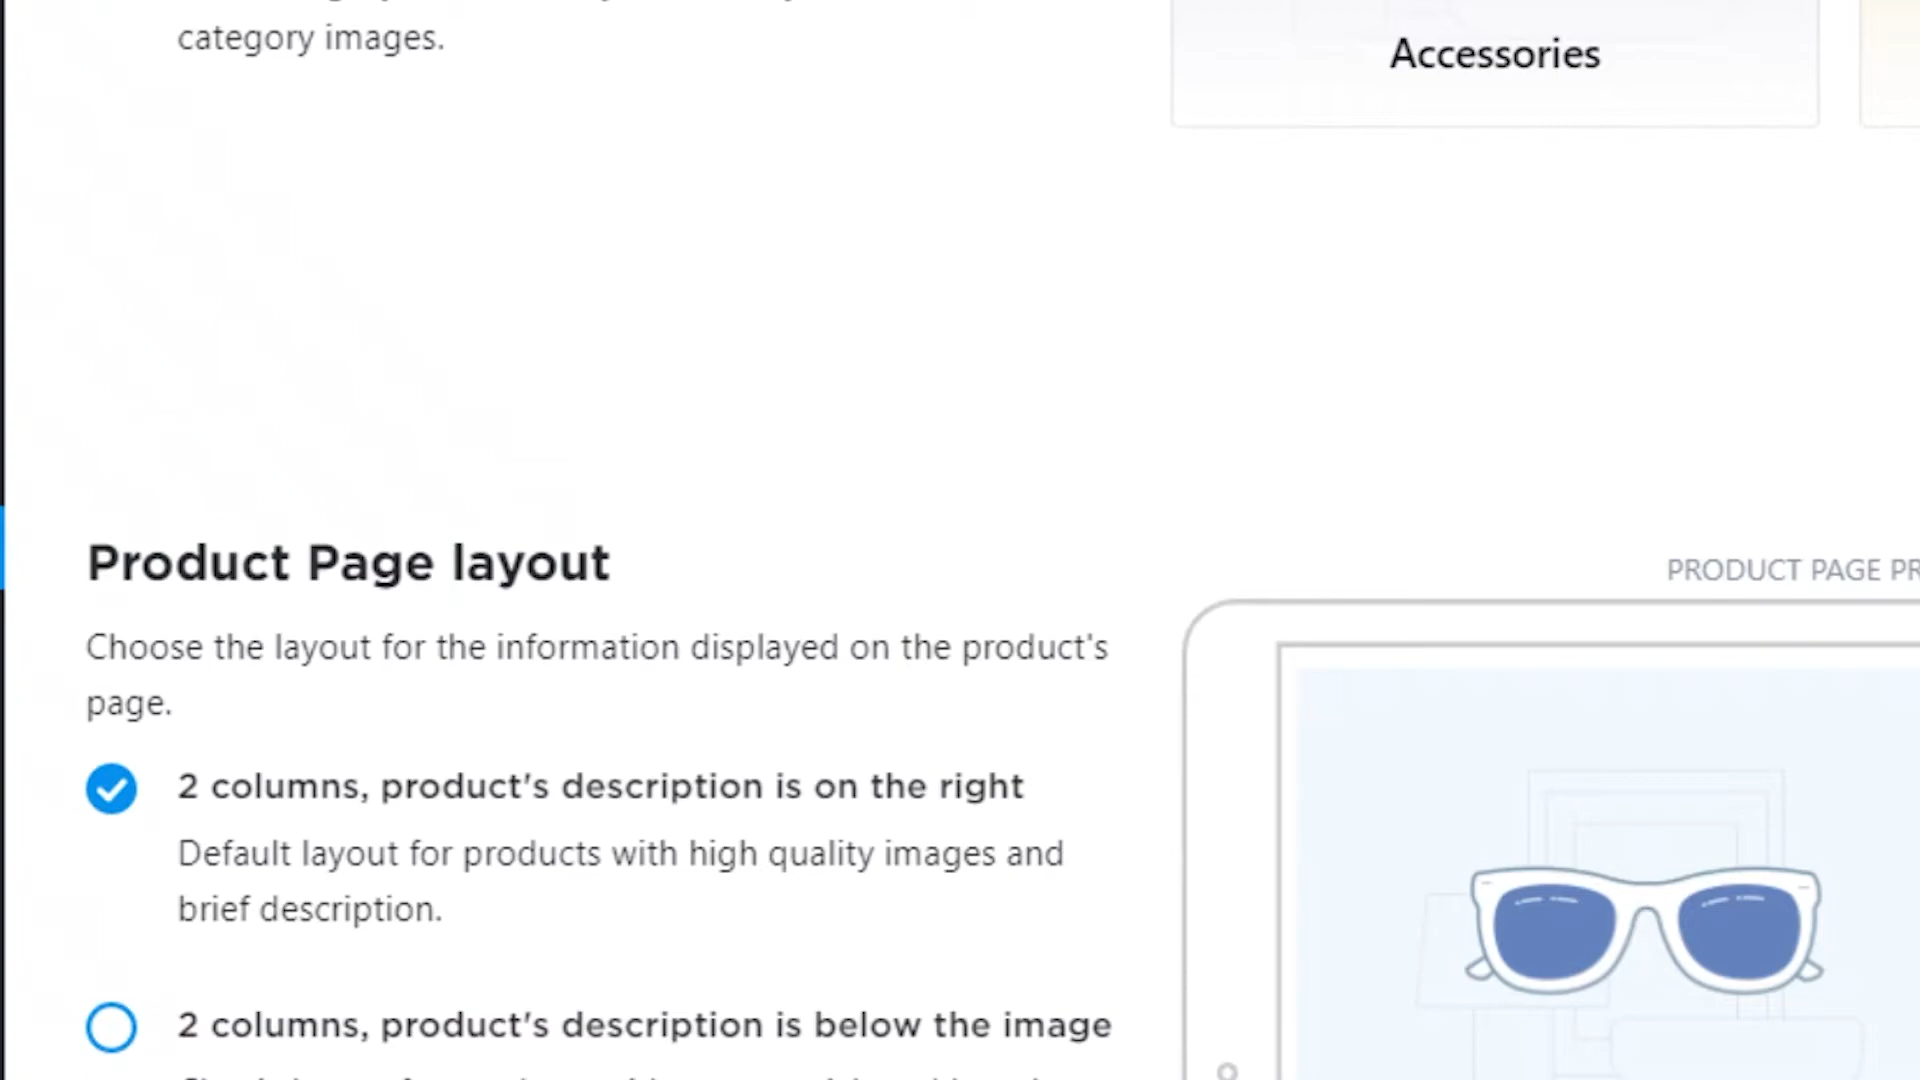 category images.
Accessories
Product Page layout
PRODUCT PAGE
Choose the layout for the information displayed on the product's
page.
2 columns, product's description is on the right
Default layout for products with high quality images and
brief description.
2 columns, product's description is below the image